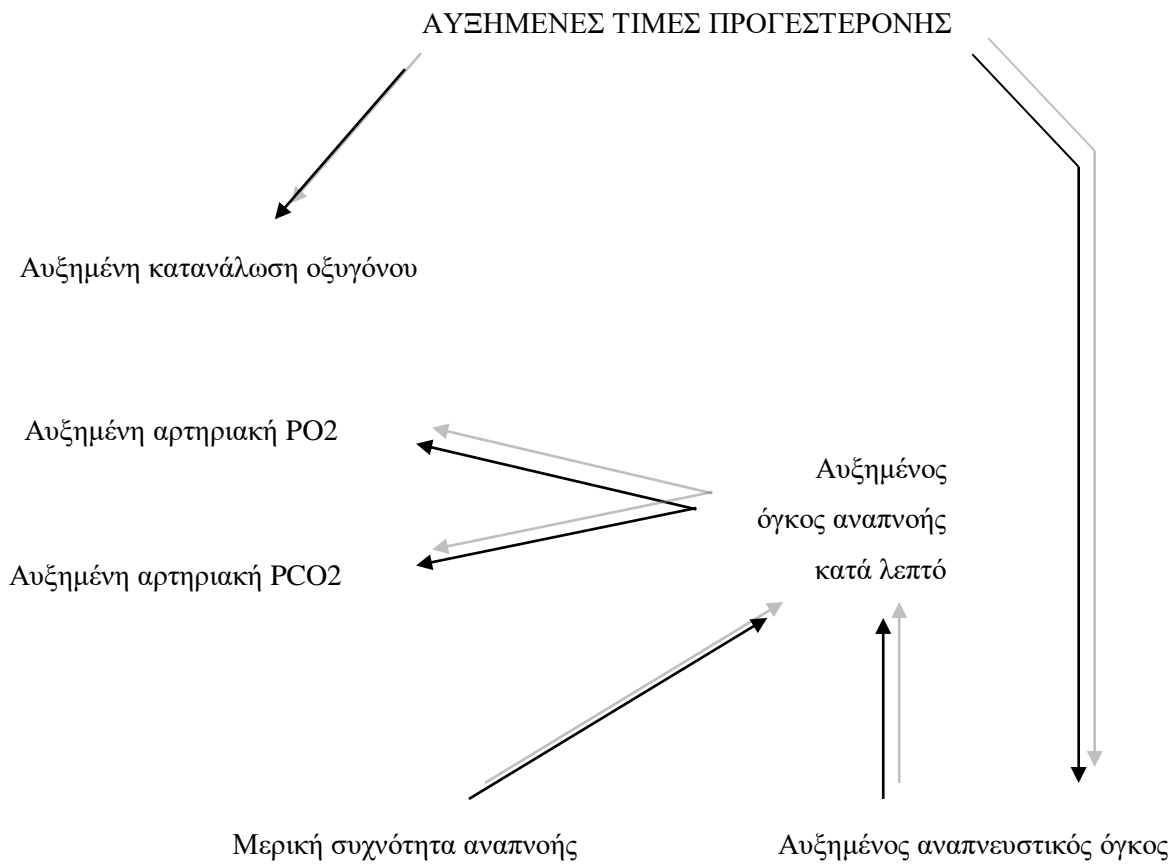 ΑΥΞΗΜΕΝΕΣ ΤΙΜΕΣ ΠΡΟΓΕΣΤΕΡΟΝΗΣ
Αυξημένη κατανάλωση οξυγόνου
Αυξημένη αρτηριακή PO2
Αυξημένος
όγκος αναπνοής
κατά λεπτό
Αυξημένη αρτηριακή PCO2
Μερική συχνότητα αναπνοής
Αυξημένος αναπνευστικός όγκος